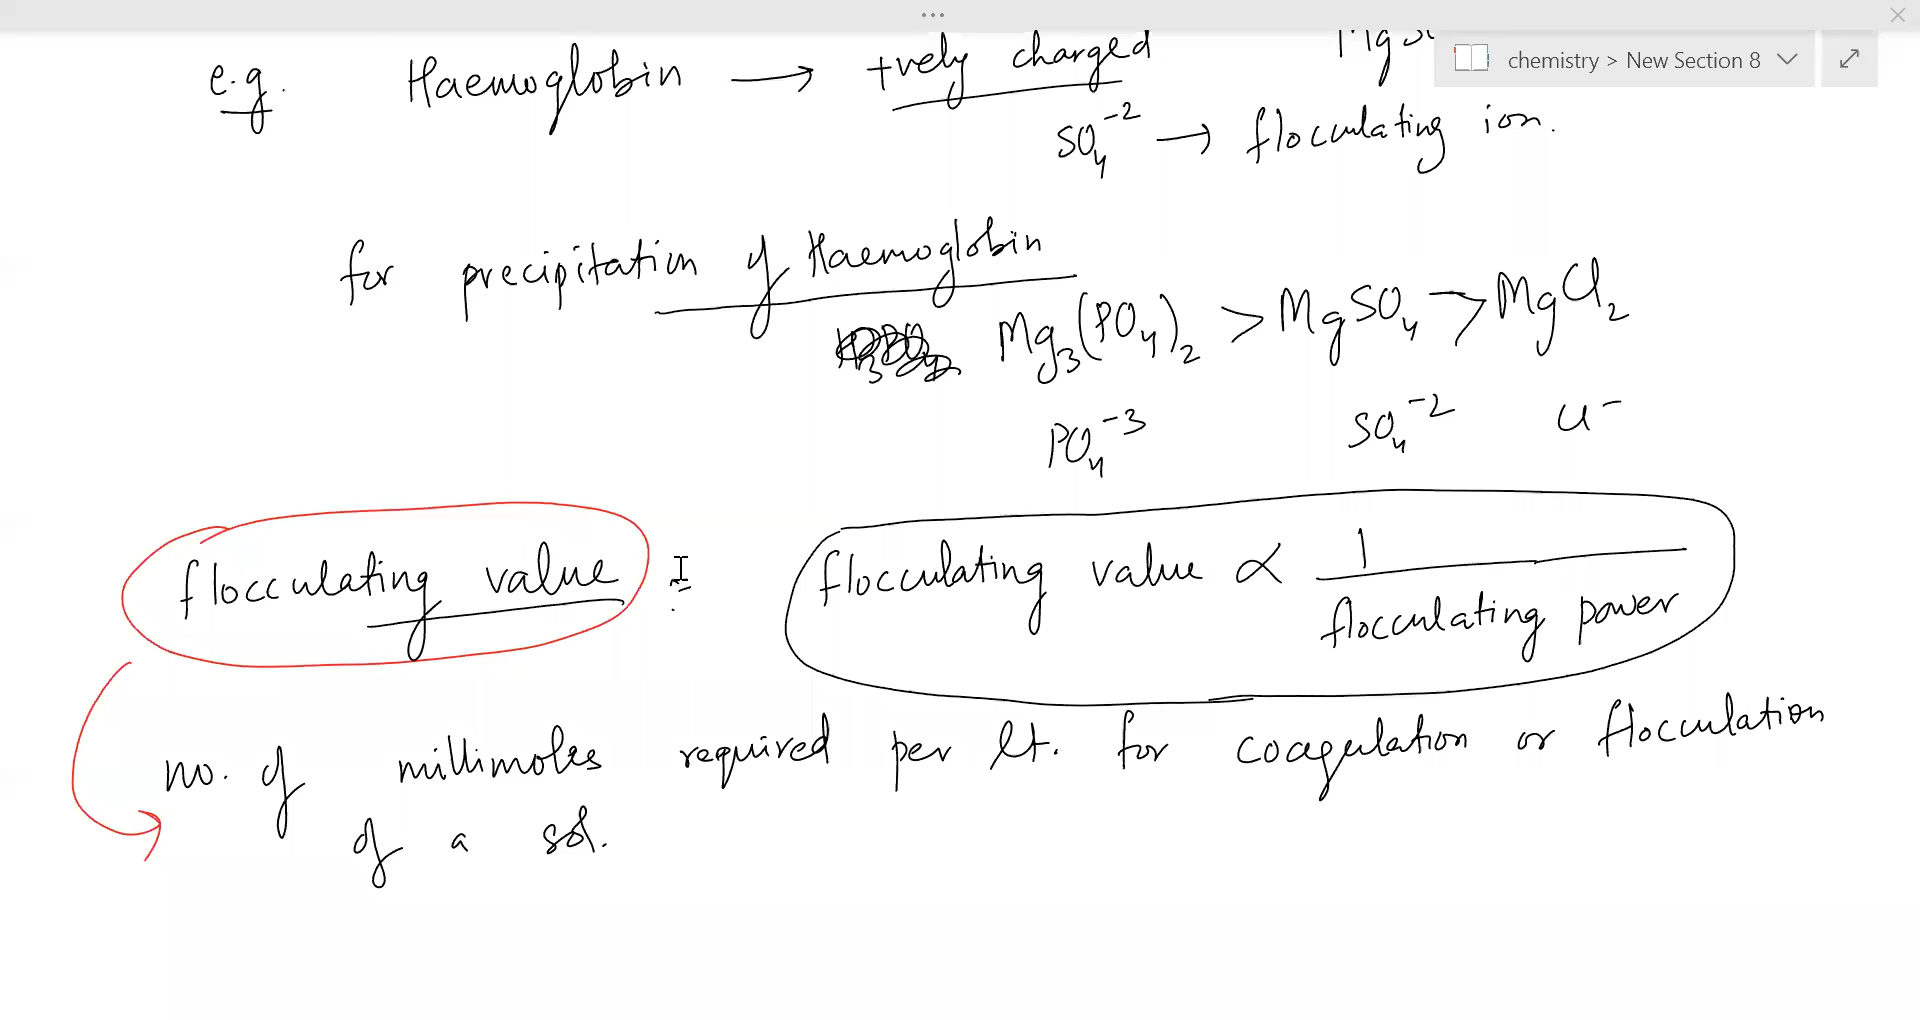 e.g. Haemoglobin → +vely charged
chemistry > New Section 8
SO₄⁻² → flocculating ion.
for precipitation of Haemoglobin
Mg₃(PO₄)₂ > MgSO₄ > MgCl₂
PO₄⁻³ SO₄⁻² Cl⁻
flocculating value : flocculating value ∝ 1 / flocculating power
no. of millimoles required per lt. for coagulation or flocculation
of a sol.